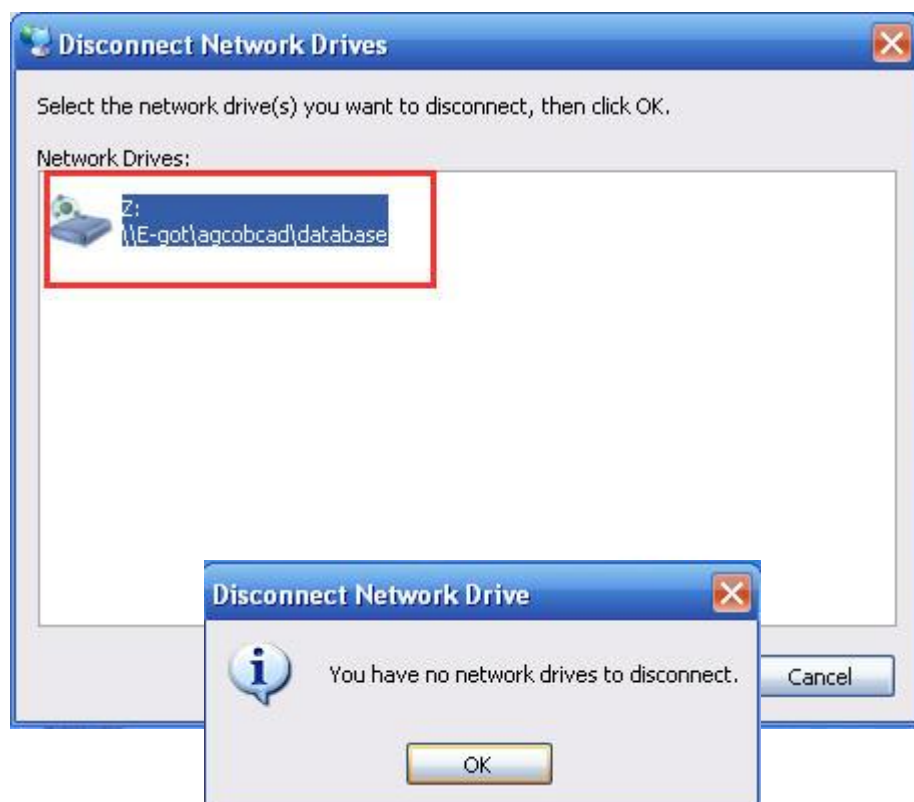 Disconnect Network Drives
Select the network drive(s) you want to disconnect, then click OK.
Network Drives:
Z:
\\E-got\agcobcad\database
Disconnect Network Drive
You have no network drives to disconnect.
Cancel
OK